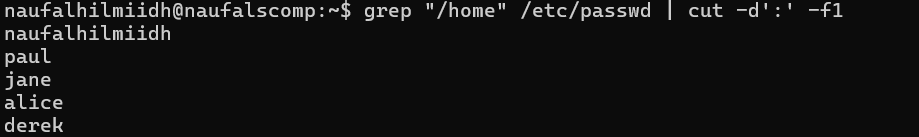 naufalhilmiidh@naufalscomp:~$ grep "/home" /etc/passwd | cut -d':' -f1
naufalhilmiidh
paul
jane
alice
derek